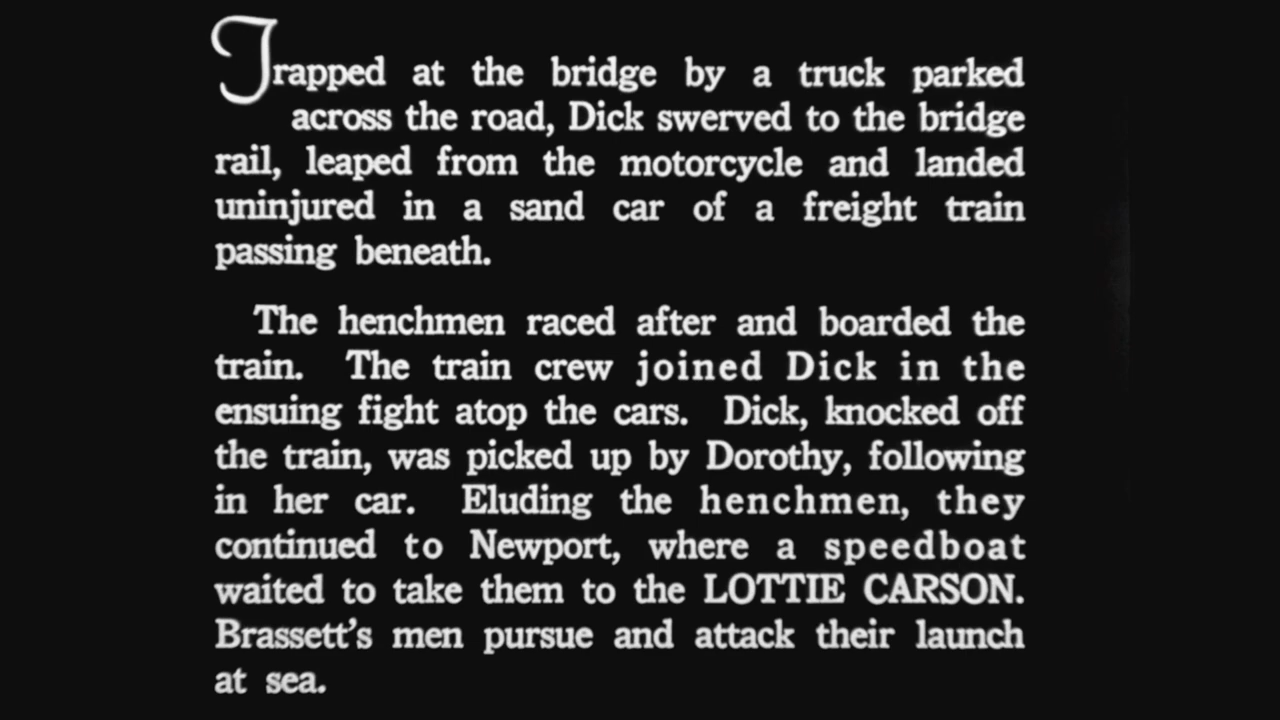 Trapped at the bridge by a truck parked
across the road, Dick swerved to the bridge
rail, leaped from the motorcycle and landed
uninjured in a sand car of a freight train
passing beneath.
The henchmen raced after and boarded the
train. The train crew joined Dick in the
ensuing fight atop the cars. Dick, knocked off
the train, was picked up by Dorothy, following
in her car. Eluding the henchmen, they
continued to Newport, where a speedboat
waited to take them to the LOTTIE CARSON.
Brassett's men pursue and attack their launch
at sea.